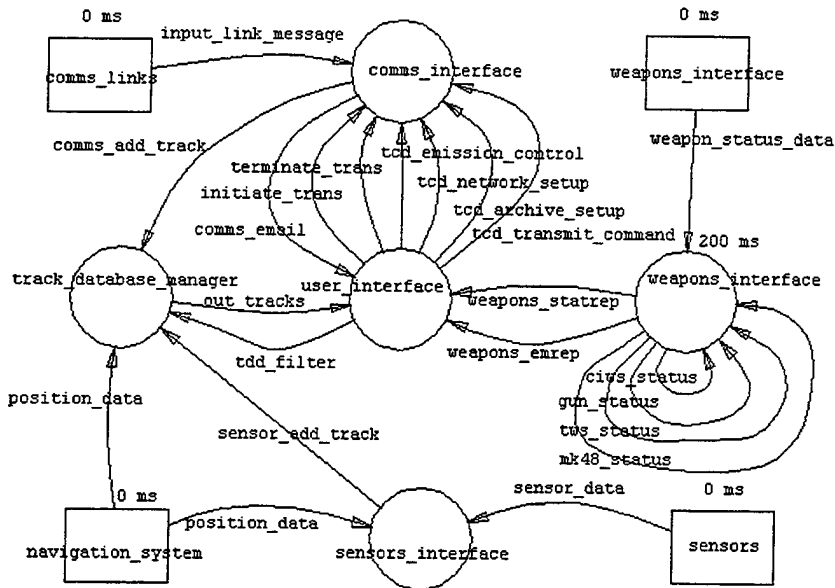 0 ms
0 ms
input_link_message
comms_links
comms_interface
weapons_interface
comms_add_track
weapon_status_data
terminate_trans
tcd_emission_control
initiate_trans
tcd_network_setup
tcd_archive_setup
comms_email
tcd_transmit_command
200 ms
track_database_manager
user_interface
weapons_interface
out_tracks
weapons_statrep
tdd_filter
weapons_emrep
ciws_status
position_data
gun_status
sensor_add_track
tws_status
mk48_status
0 ms
sensor_data
0 ms
position_data
navigation_system
sensors_interface
sensors